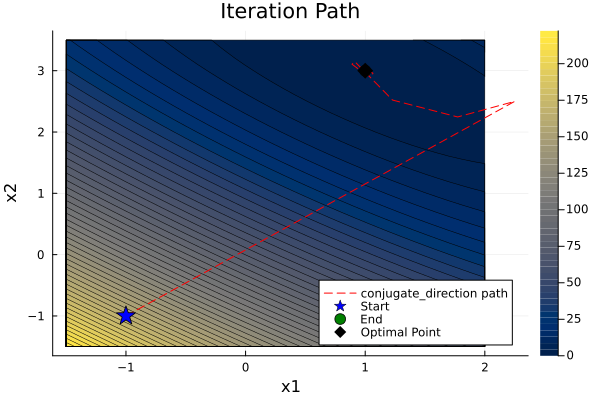 Iteration Path
x2
3
2
1
0
−1
−1
0
1
2
x1
conjugate_direction path
Start
End
Optimal Point
200
175
150
125
100
75
50
25
0